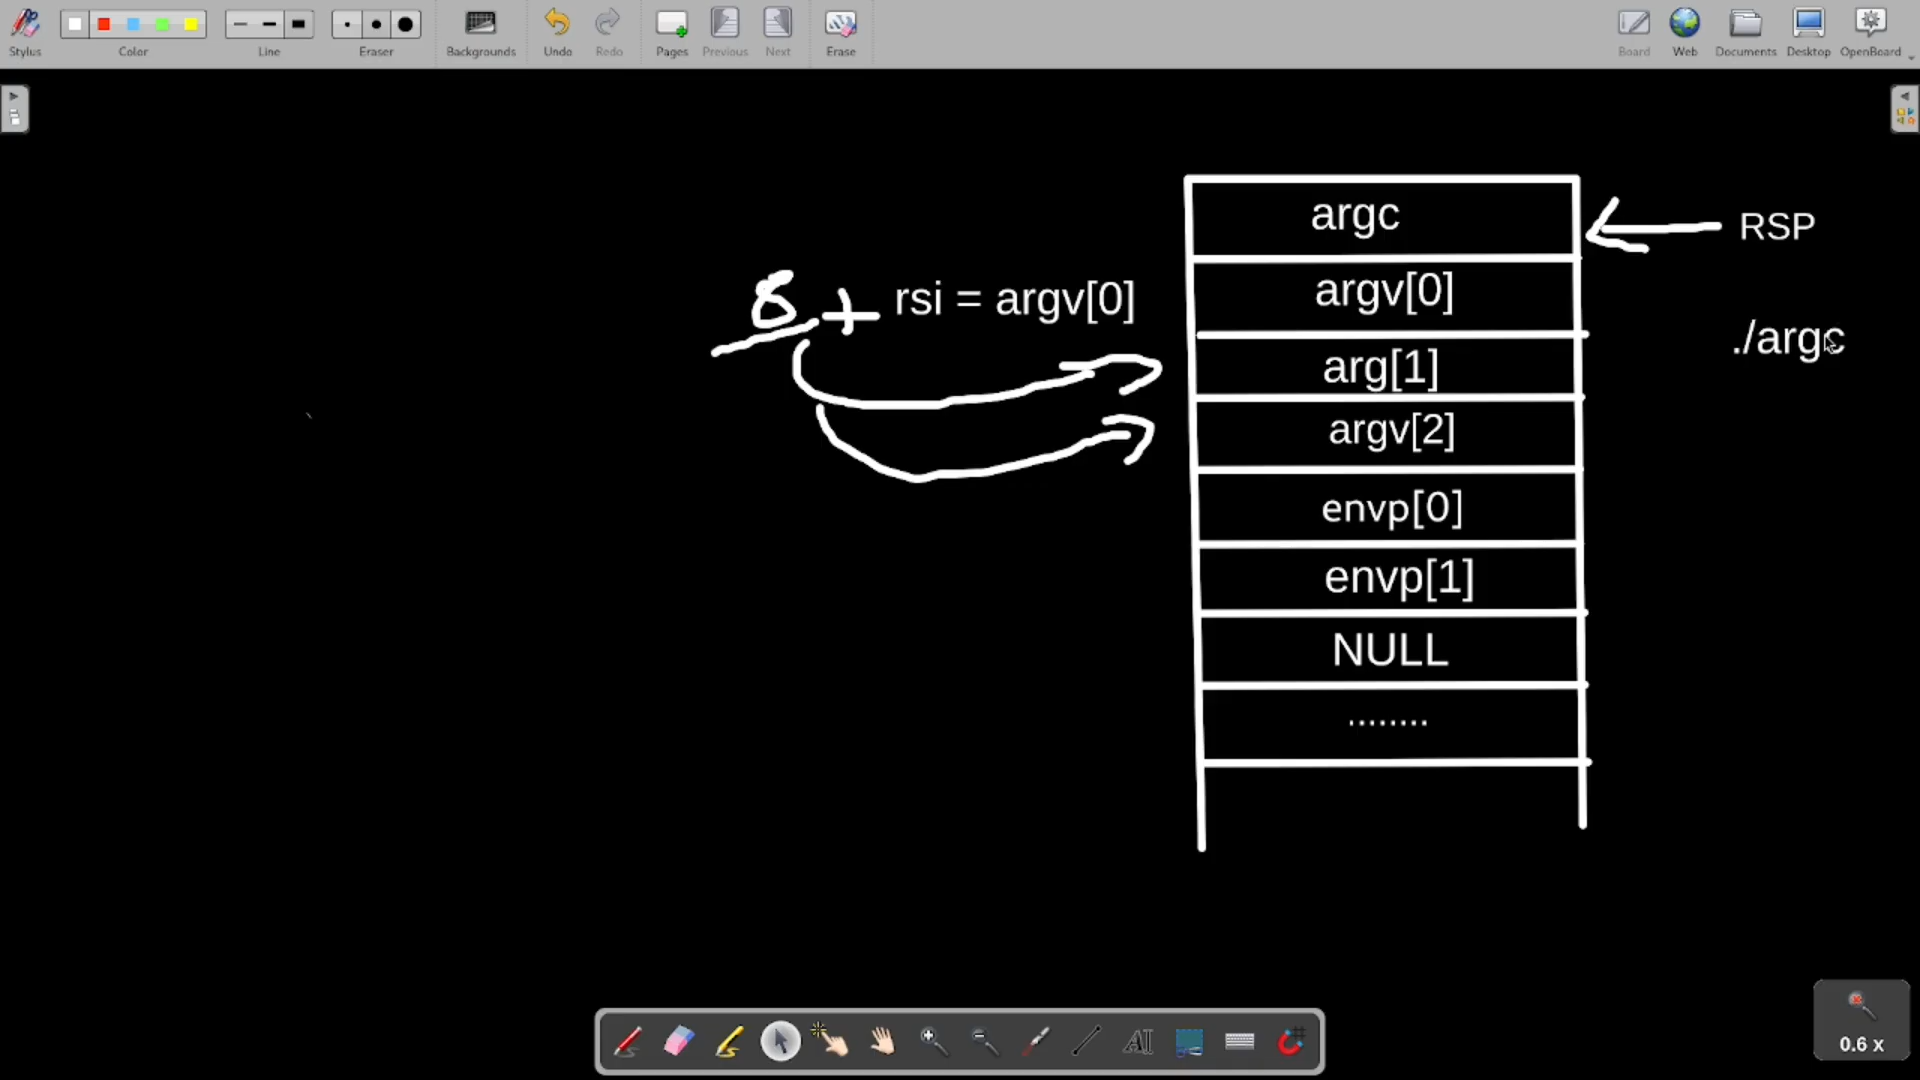 Stylus
Color
Line
Eraser
Backgrounds
Undo
Redo
Pages
Previous
Next
Erase
Board
Web
Documents
Desktop
OpenBoard
argc
RSP
8 + rsi = argv[0]
argv[0]
./argc
arg[1]
argv[2]
envp[0]
envp[1]
NULL
........
AI
0.6 x